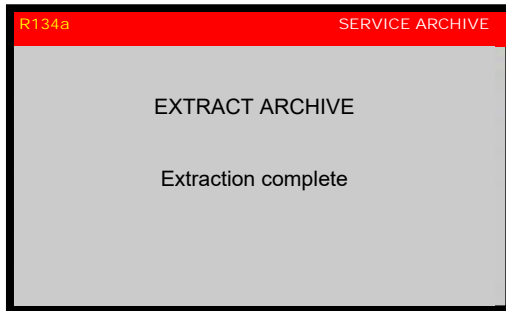 R134a SERVICE ARCHIVE
EXTRACT ARCHIVE
Extraction complete